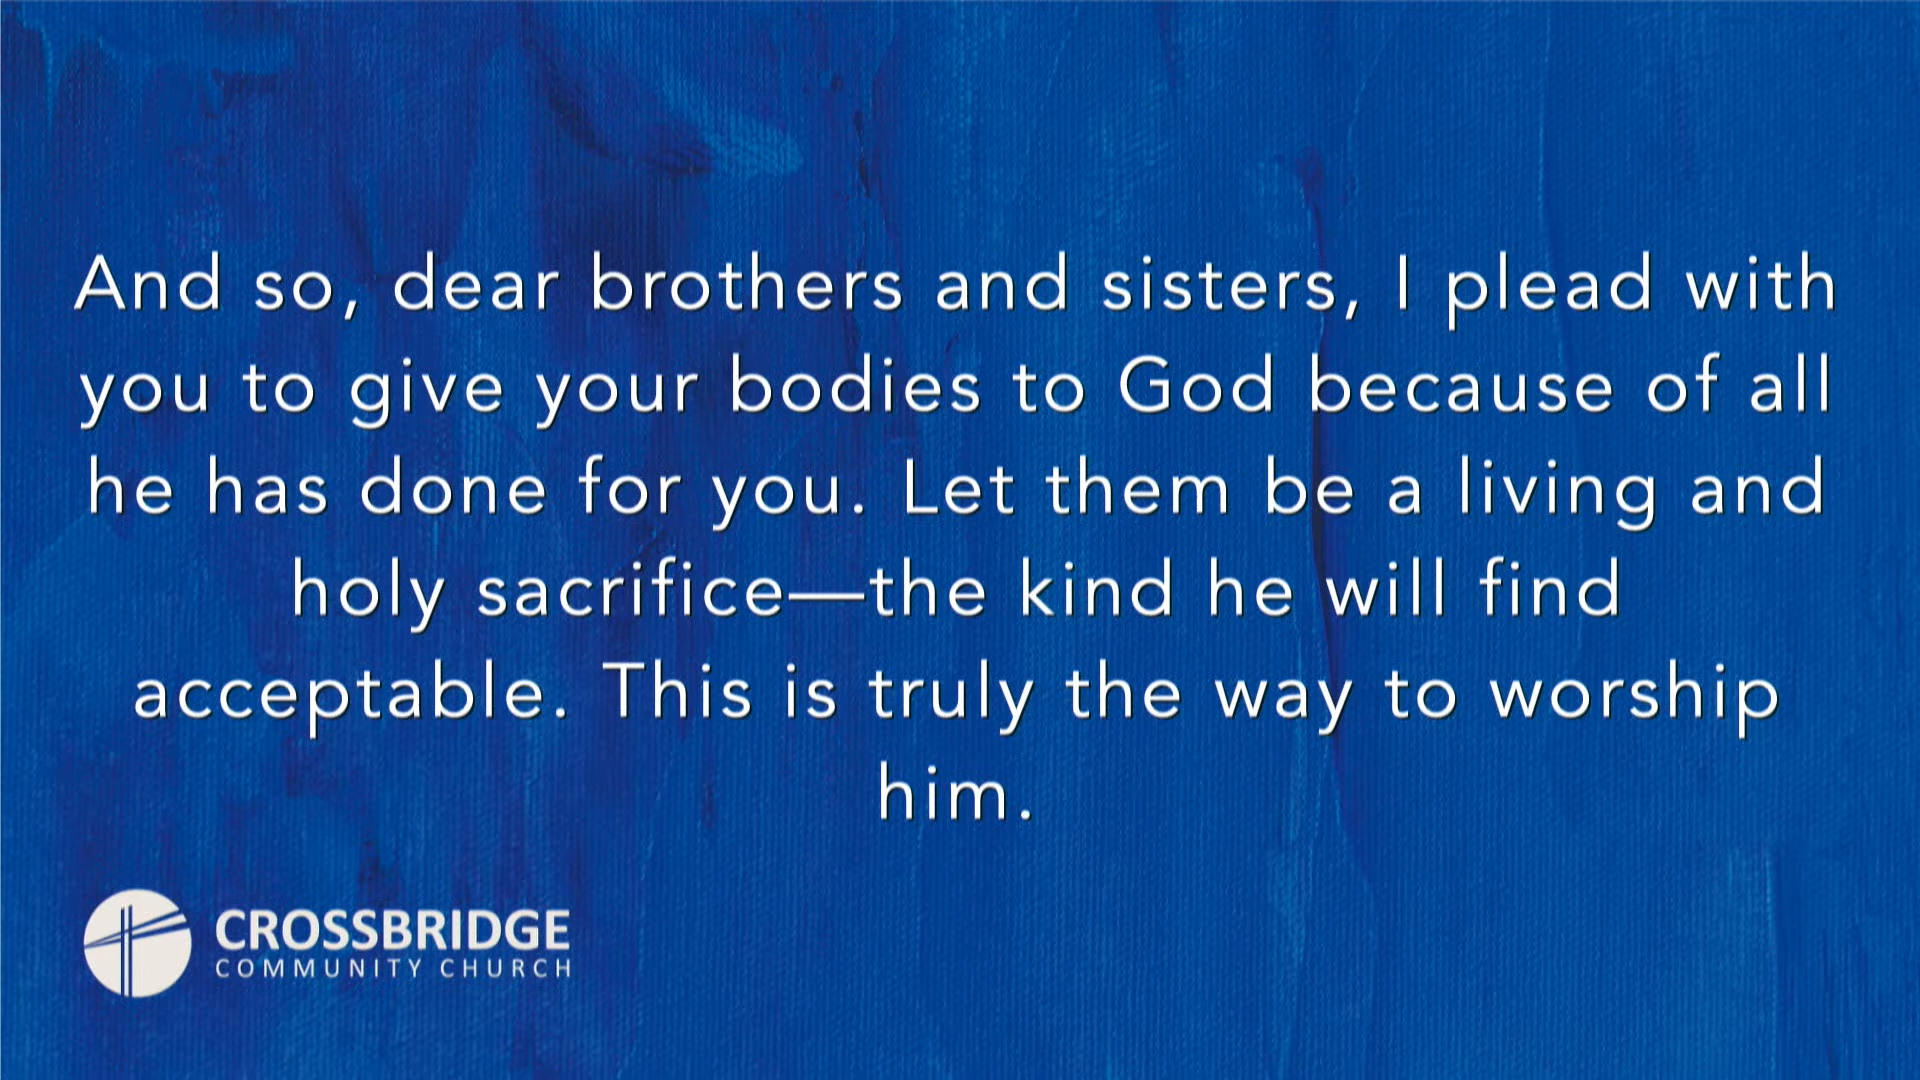 And so, dear brothers and sisters, I plead with
you to give your bodies to God because of all
he has done for you. Let them be a living and
holy sacrifice—the kind he will find
acceptable. This is truly the way to worship
him.
CROSSBRIDGE
COMMUNITY CHURCH